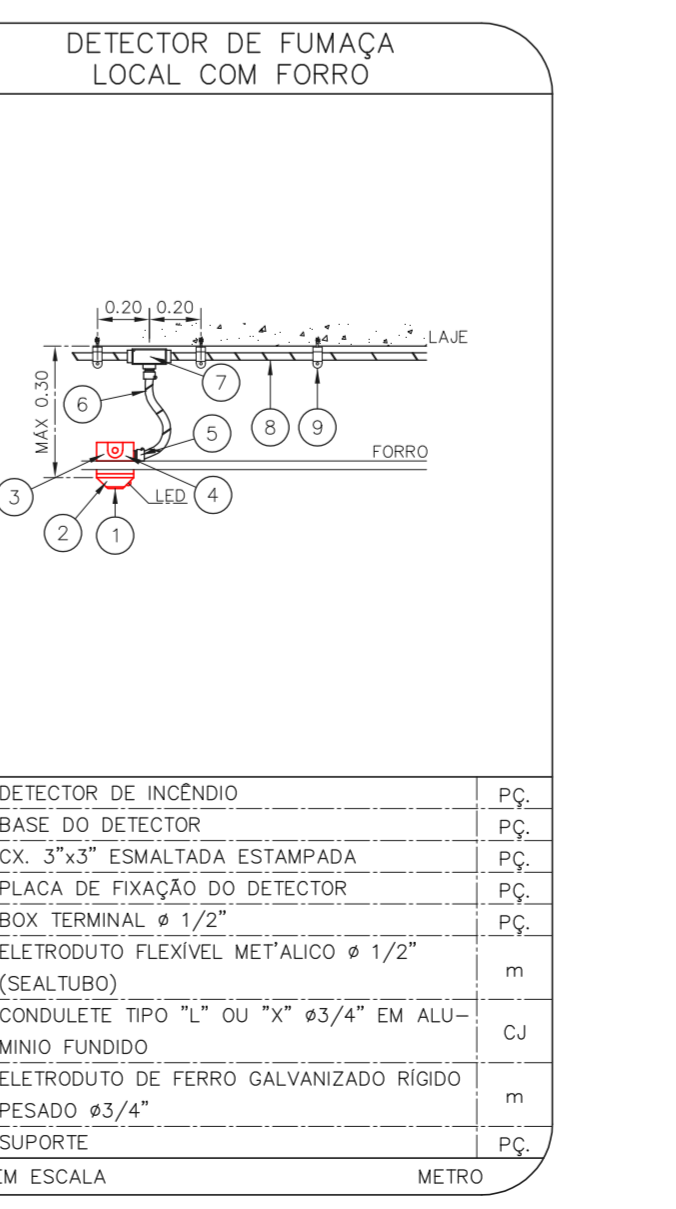 DETECTOR DE FUMAÇA
LOCAL COM FORRO
0.20 0.20
LAJE
MÁX 0.30
7
6
5
8
9
FORRO
3
LED
4
2
1
DETECTOR DE INCÊNDIO PÇ.
BASE DO DETECTOR PÇ.
CX. 3"x3" ESMALTADA ESTAMPADA PÇ.
PLACA DE FIXAÇÃO DO DETECTOR PÇ.
BOX TERMINAL ø 1/2" PÇ.
ELETRODUTO FLEXÍVEL MET'ALICO ø 1/2"
(SEALTUBO) m
CONDULETE TIPO "L" OU "X" ø3/4" EM ALU-
MINIO FUNDIDO CJ
ELETRODUTO DE FERRO GALVANIZADO RÍGIDO
PESADO ø3/4" m
SUPORTE PÇ.
EM ESCALA METRO